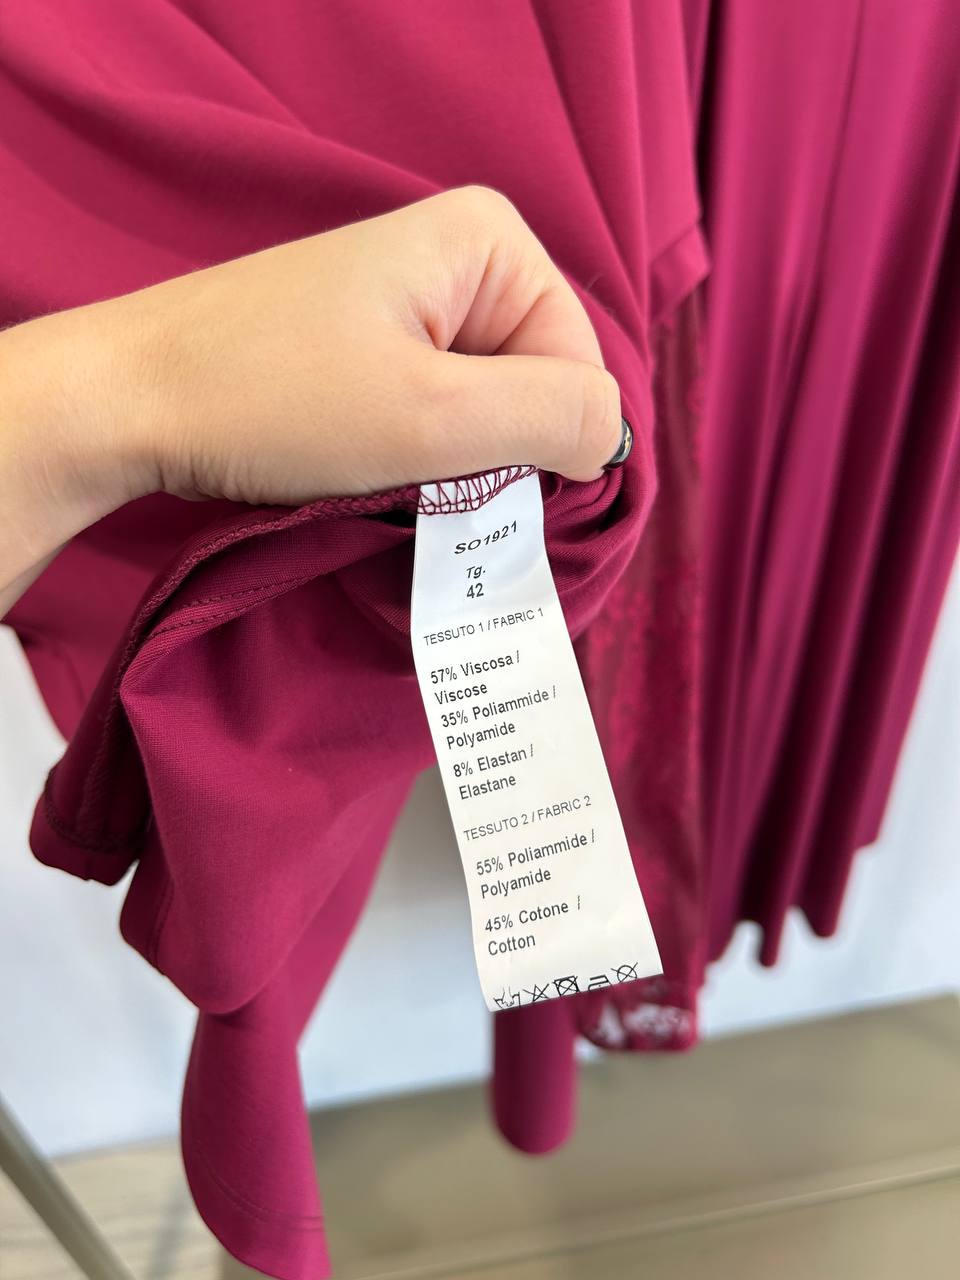 SO1921
Tg.
42
TESSUTO 1 / FABRIC 1
57% Viscosa /
Viscose
35% Poliammide /
Polyamide
8% Elastan /
Elastane
TESSUTO 2 / FABRIC 2
55% Poliammide /
Polyamide
45% Cotone /
Cotton